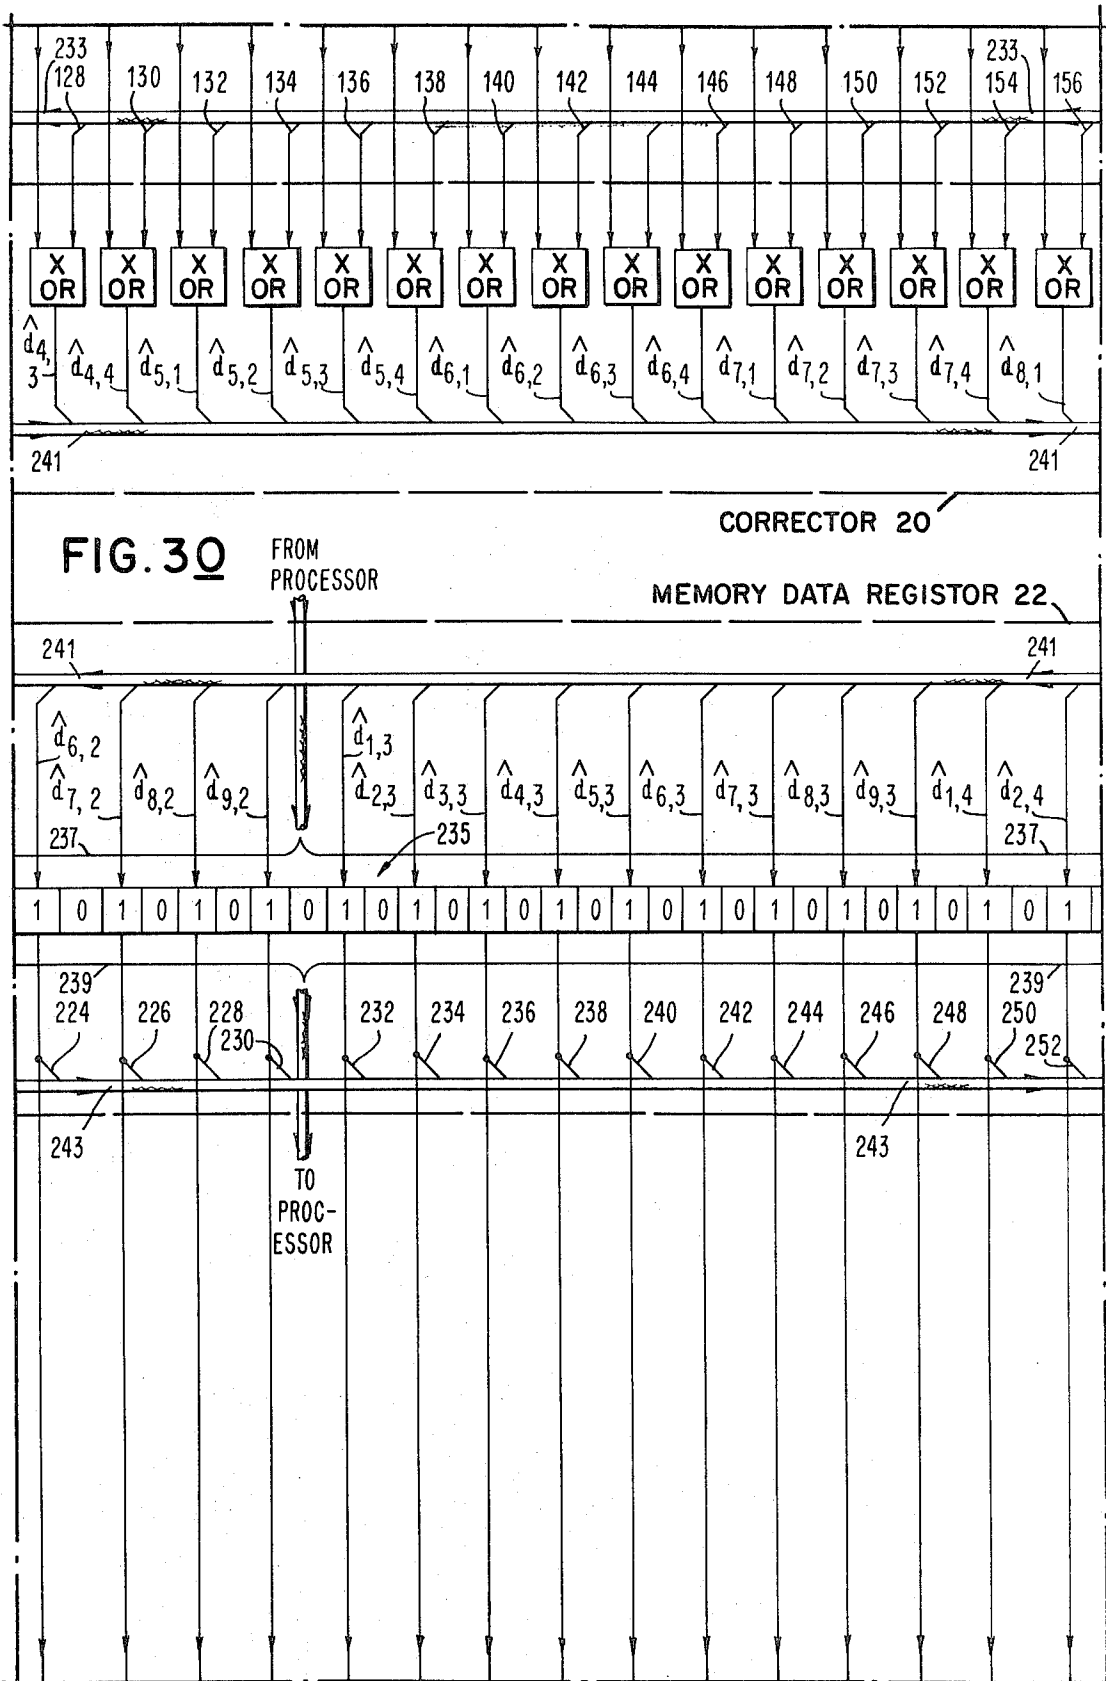 233 233
128 130 132 134 136 138 140 142 144 146 148 150 152 154 156
X X X X X X X X X X X X X X X
OR OR OR OR OR OR OR OR OR OR OR OR OR OR OR
d̂4,3 d̂4,4 d̂5,1 d̂5,2 d̂5,3 d̂5,4 d̂6,1 d̂6,2 d̂6,3 d̂6,4 d̂7,1 d̂7,2 d̂7,3 d̂7,4 d̂8,1
241 241
CORRECTOR 20
FIG. 30
FROM
PROCESSOR
MEMORY DATA REGISTOR 22
241 241
d̂6,2 d̂1,3
d̂7,2 d̂8,2 d̂9,2 d̂2,3 d̂3,3 d̂4,3 d̂5,3 d̂6,3 d̂7,3 d̂8,3 d̂9,3 d̂1,4 d̂2,4
237 235 237
1 0 1 0 1 0 1 0 1 0 1 0 1 0 1 0 1 0 1 0 1 0 1 0 1 0 1 0 1
239 239
224 226 228 230 232 234 236 238 240 242 244 246 248 250 252
243 243
TO
PROC-
ESSOR